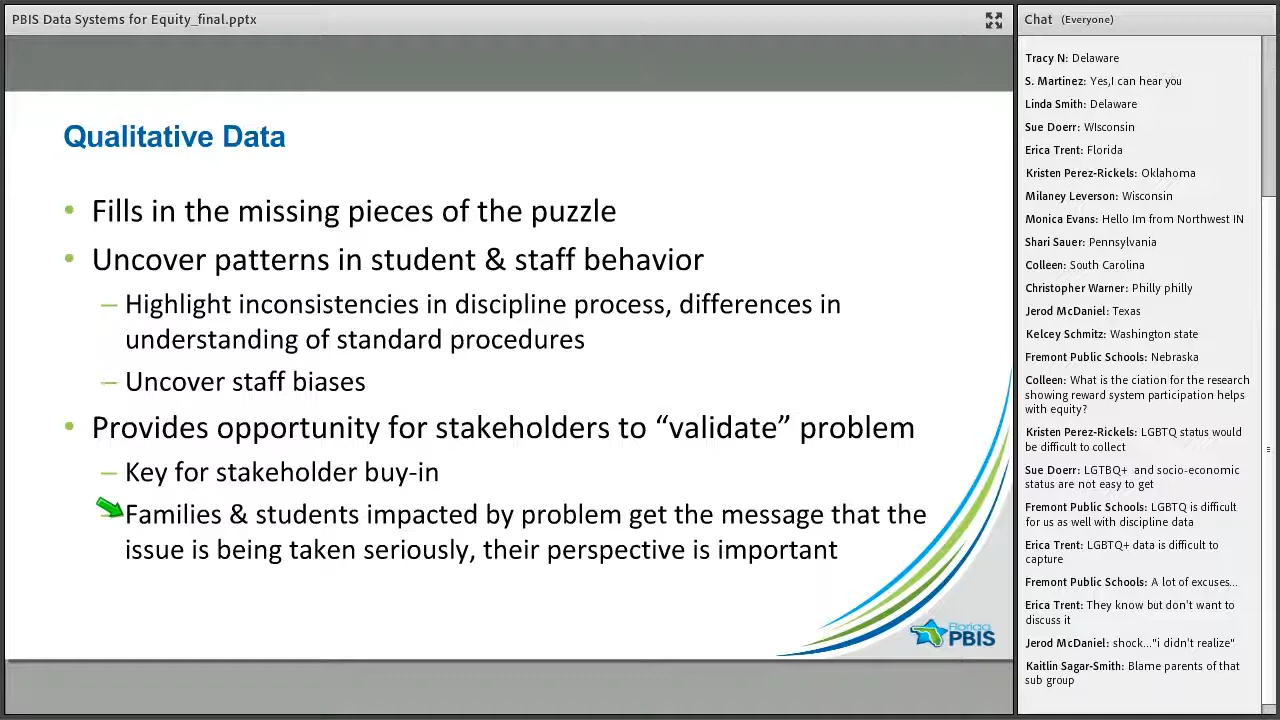 PBIS Data Systems for Equity_final.pptx
Qualitative Data
• Fills in the missing pieces of the puzzle
• Uncover patterns in student & staff behavior
– Highlight inconsistencies in discipline process, differences in
understanding of standard procedures
– Uncover staff biases
• Provides opportunity for stakeholders to “validate” problem
– Key for stakeholder buy-in
– Families & students impacted by problem get the message that the
issue is being taken seriously, their perspective is important
Florida
PBIS
Chat (Everyone)
Tracy N: Delaware
S. Martinez: Yes,I can hear you
Linda Smith: Delaware
Sue Doerr: WIsconsin
Erica Trent: Florida
Kristen Perez-Rickels: Oklahoma
Milaney Leverson: Wisconsin
Monica Evans: Hello Im from Northwest IN
Shari Sauer: Pennsylvania
Colleen: South Carolina
Christopher Warner: Philly philly
Jerod McDaniel: Texas
Kelcey Schmitz: Washington state
Fremont Public Schools: Nebraska
Colleen: What is the ciation for the research
showing reward system participation helps
with equity?
Kristen Perez-Rickels: LGBTQ status would
be difficult to collect
Sue Doerr: LGTBQ+ and socio-economic
status are not easy to get
Fremont Public Schools: LGBTQ is difficult
for us as well with discipline data
Erica Trent: LGBTQ+ data is difficult to
capture
Fremont Public Schools: A lot of excuses...
Erica Trent: They know but don't want to
discuss it
Jerod McDaniel: shock..."i didn't realize"
Kaitlin Sagar-Smith: Blame parents of that
sub group